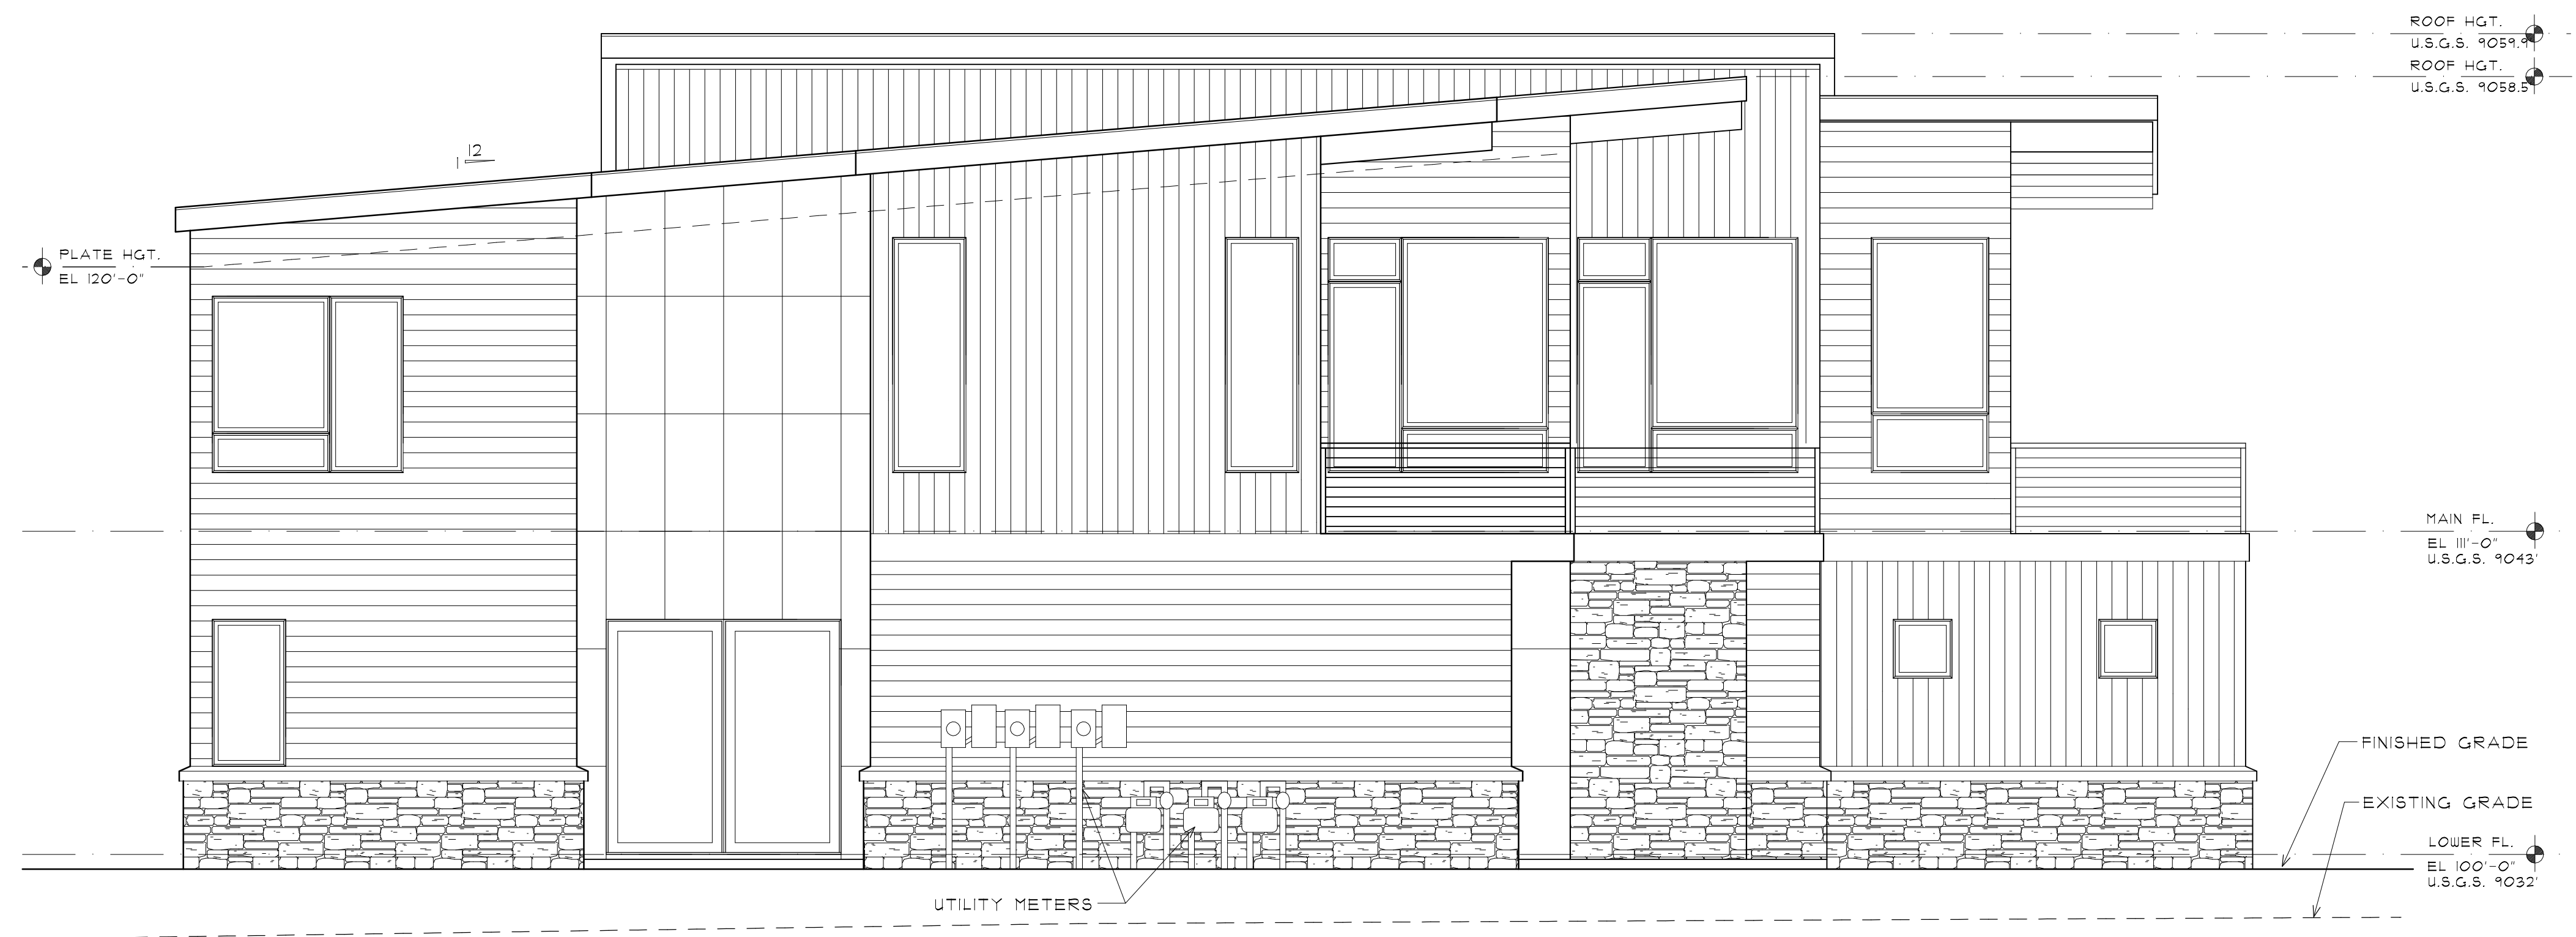 ROOF HGT.
U.S.G.S. 9059.9
ROOF HGT.
U.S.G.S. 9058.5'
12
1
PLATE HGT.
EL 120'-0"
MAIN FL.
EL 111'-0"
U.S.G.S. 9043'
FINISHED GRADE
EXISTING GRADE
LOWER FL.
EL 100'-0"
U.S.G.S. 9032'
UTILITY METERS